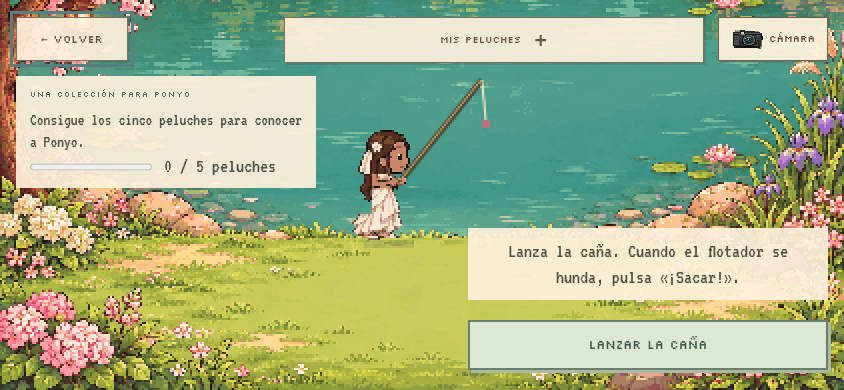 ← VOLVER
MIS PELUCHES +
CÁMARA
UNA COLECCIÓN PARA PONYO
Consigue los cinco peluches para conocer
a Ponyo.
0 / 5 peluches
Lanza la caña. Cuando el flotador se
hunda, pulsa «¡Sacar!».
LANZAR LA CAÑA